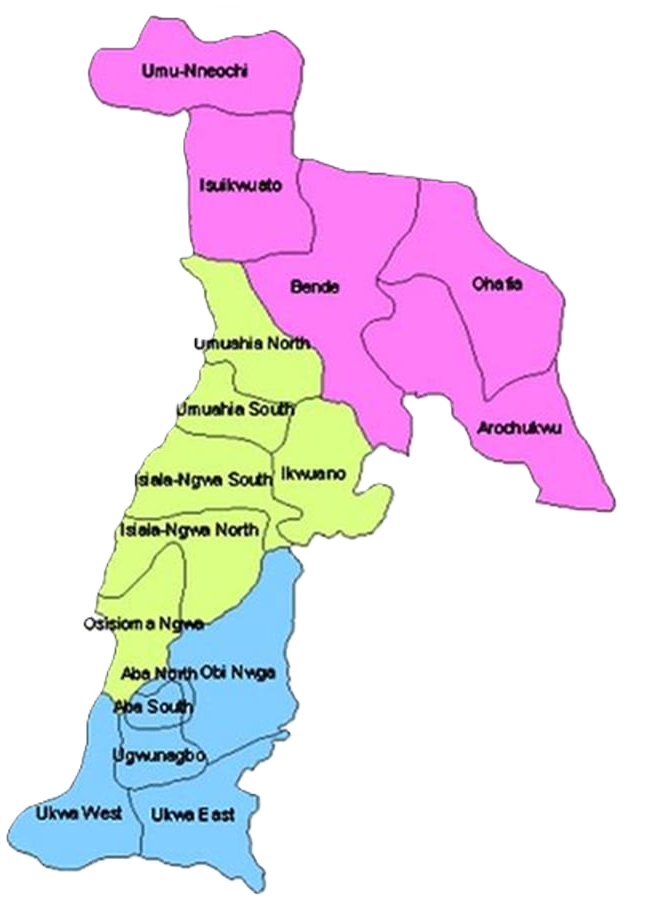 Umu-Nneochi
Isuikwuato
Bende
Ohafia
Umuahia North
Umuahia South
Arochukwu
Isiala-Ngwa South
Ikwuano
Isiala-Ngwa North
Osisioma Ngwa
Aba North
Obi Nwga
Aba South
Ugwunagbo
Ukwa West
Ukwa East